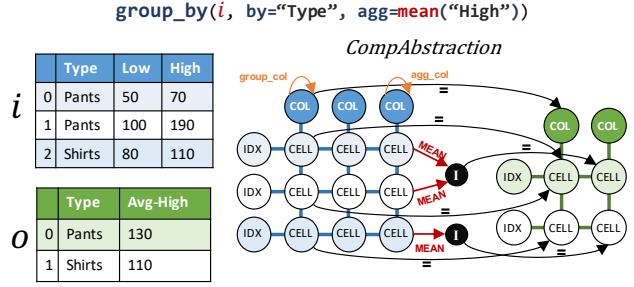 group_by(i, by=“Type”, agg=mean(“High”))
CompAbstraction
i
Type Low High
0 Pants 50 70
1 Pants 100 190
2 Shirts 80 110
o
Type Avg-High
0 Pants 130
1 Shirts 110
group_col agg_col
=
COL COL COL COL COL
=
MEAN
=
IDX CELL CELL CELL I IDX CELL CELL
MEAN
IDX CELL CELL CELL
=
IDX CELL CELL CELL MEAN I IDX CELL CELL
= =